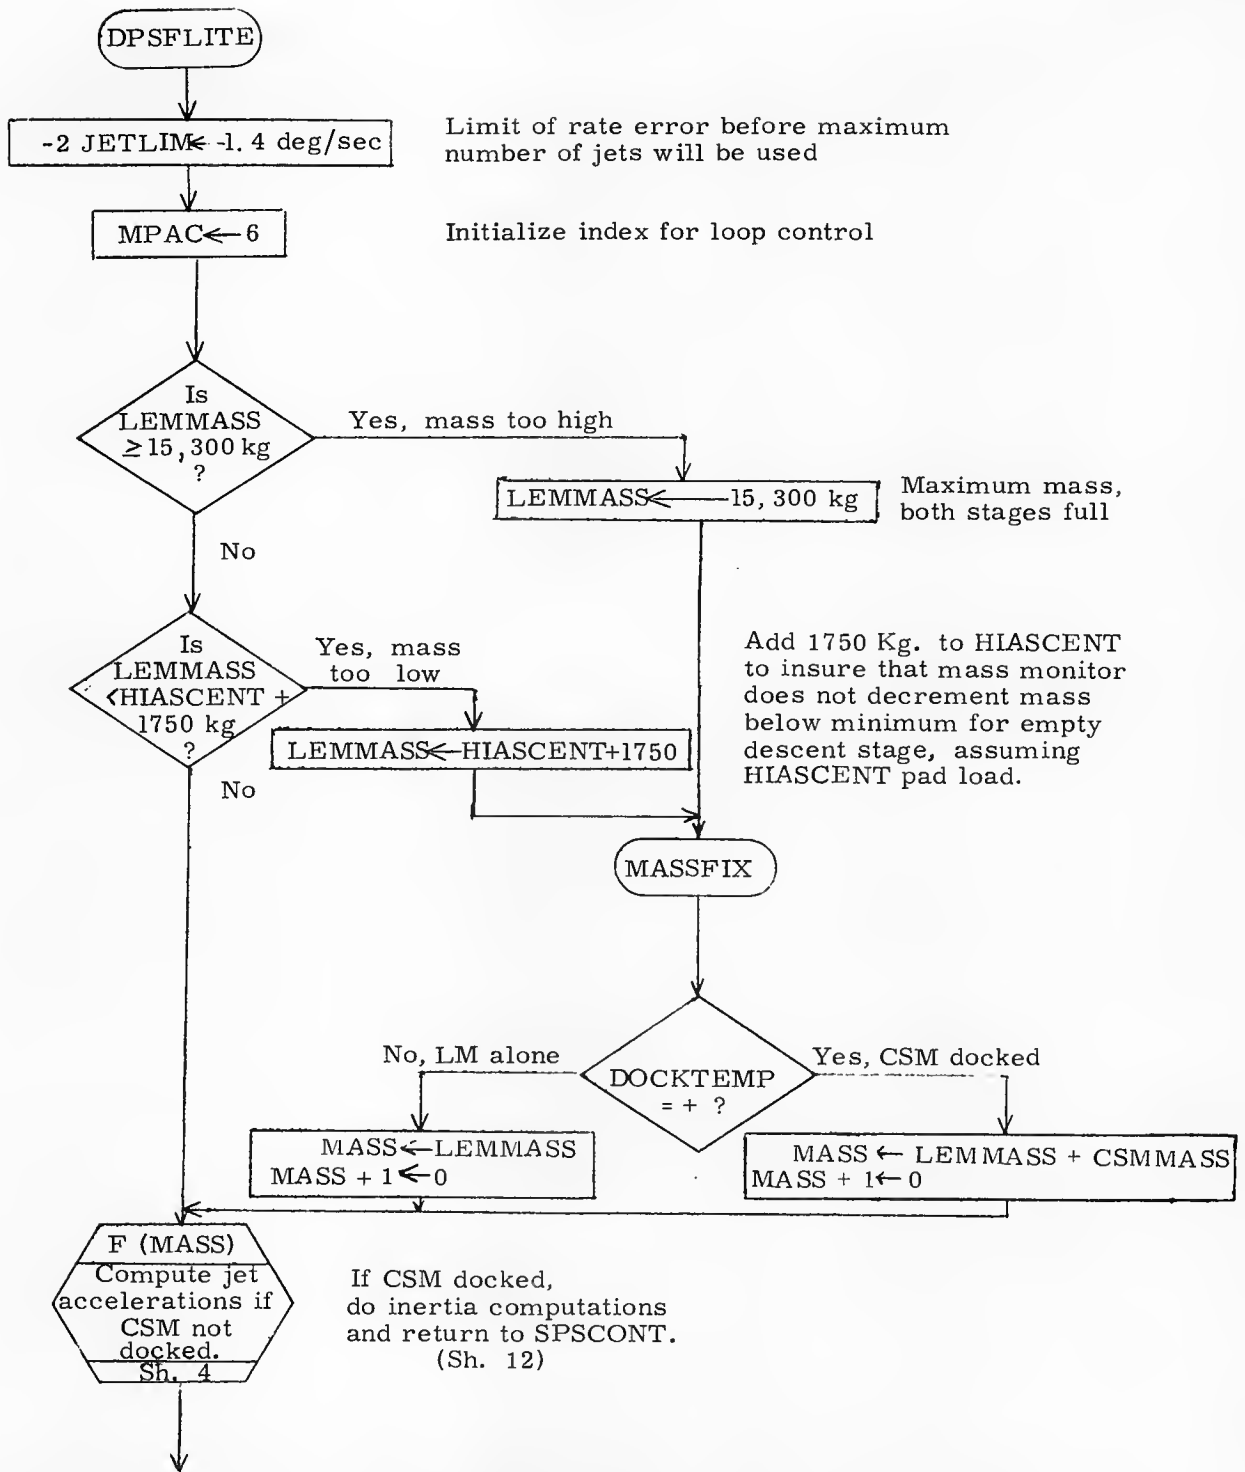 DPSFLITE
-2 JETLIM←-1.4 deg/sec
Limit of rate error before maximum
number of jets will be used
MPAC←6
Initialize index for loop control
Is
LEMMASS
≥15,300 kg
?
Yes, mass too high
LEMMASS←15,300 kg
Maximum mass,
both stages full
No
Is
LEMMASS
<HIASCENT +
1750 kg
?
Yes, mass
too low
LEMMASS←HIASCENT+1750
Add 1750 Kg. to HIASCENT
to insure that mass monitor
does not decrement mass
below minimum for empty
descent stage, assuming
HIASCENT pad load.
No
MASSFIX
No, LM alone
DOCKTEMP
= + ?
Yes, CSM docked
MASS←LEMMASS
MASS + 1←0
MASS ← LEMMASS + CSMMASS
MASS + 1←0
F (MASS)
Compute jet
accelerations if
CSM not
docked.
Sh. 4
If CSM docked,
do inertia computations
and return to SPSCONT.
(Sh. 12)